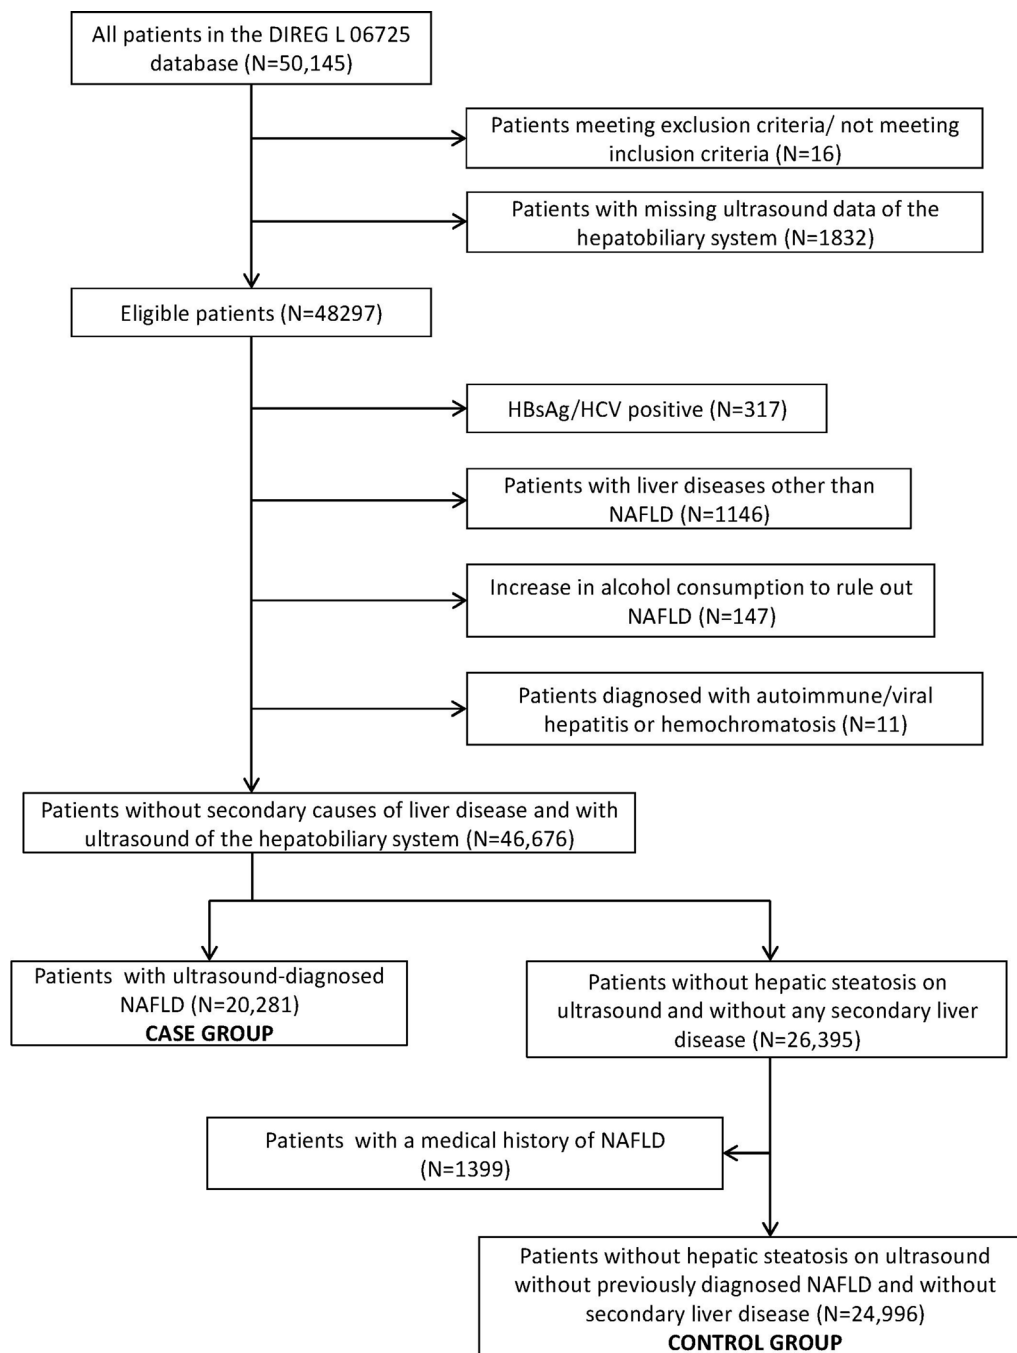 All patients in the DIREG L 06725
database (N=50,145)
Patients meeting exclusion criteria/ not meeting
inclusion criteria (N=16)
Patients with missing ultrasound data of the
hepatobiliary system (N=1832)
Eligible patients (N=48297)
HBsAg/HCV positive (N=317)
Patients with liver diseases other than
NAFLD (N=1146)
Increase in alcohol consumption to rule out
NAFLD (N=147)
Patients diagnosed with autoimmune/viral
hepatitis or hemochromatosis (N=11)
Patients without secondary causes of liver disease and with
ultrasound of the hepatobiliary system (N=46,676)
Patients with ultrasound-diagnosed
NAFLD (N=20,281)
CASE GROUP
Patients without hepatic steatosis on
ultrasound and without any secondary liver
disease (N=26,395)
Patients with a medical history of NAFLD
(N=1399)
Patients without hepatic steatosis on ultrasound
without previously diagnosed NAFLD and without
secondary liver disease (N=24,996)
CONTROL GROUP